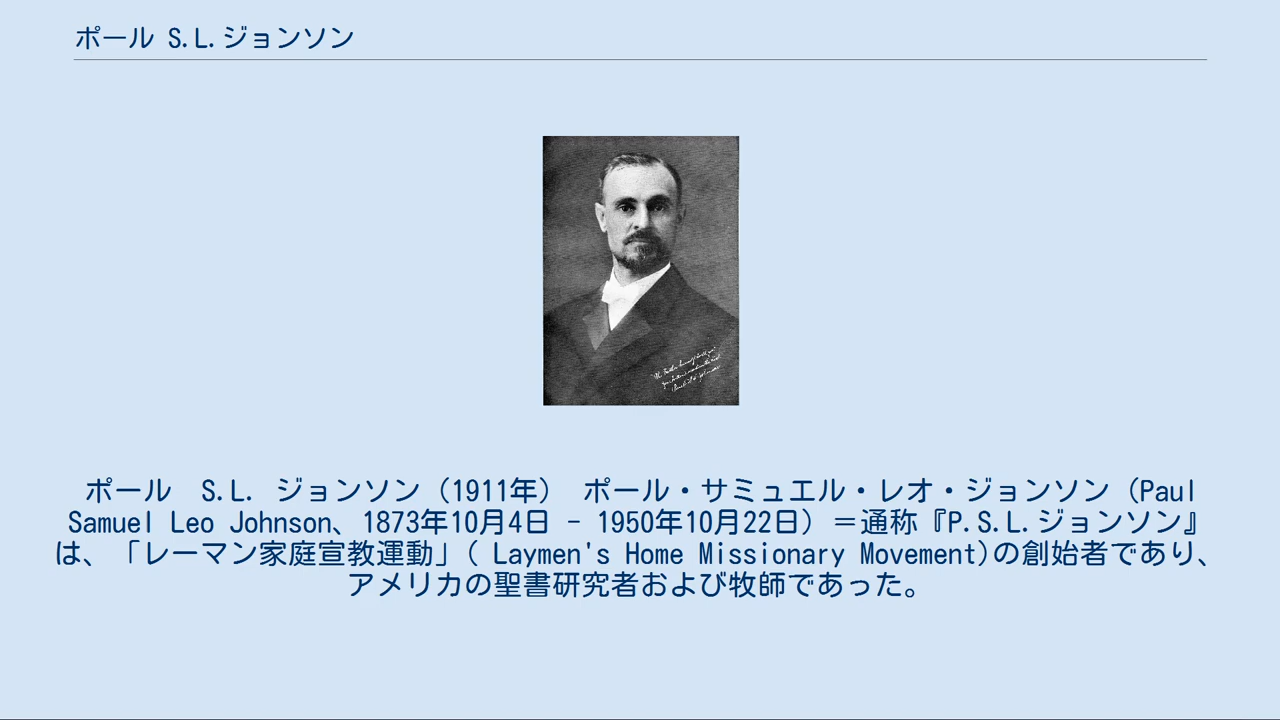 ポール S.L.ジョンソン
ポール　S.L. ジョンソン（1911年）　ポール・サミュエル・レオ・ジョンソン（Paul
Samuel Leo Johnson、1873年10月4日 - 1950年10月22日）＝通称『P.S.L.ジョンソン』
は、「レーマン家庭宣教運動」( Laymen's Home Missionary Movement)の創始者であり、
アメリカの聖書研究者および牧師であった。